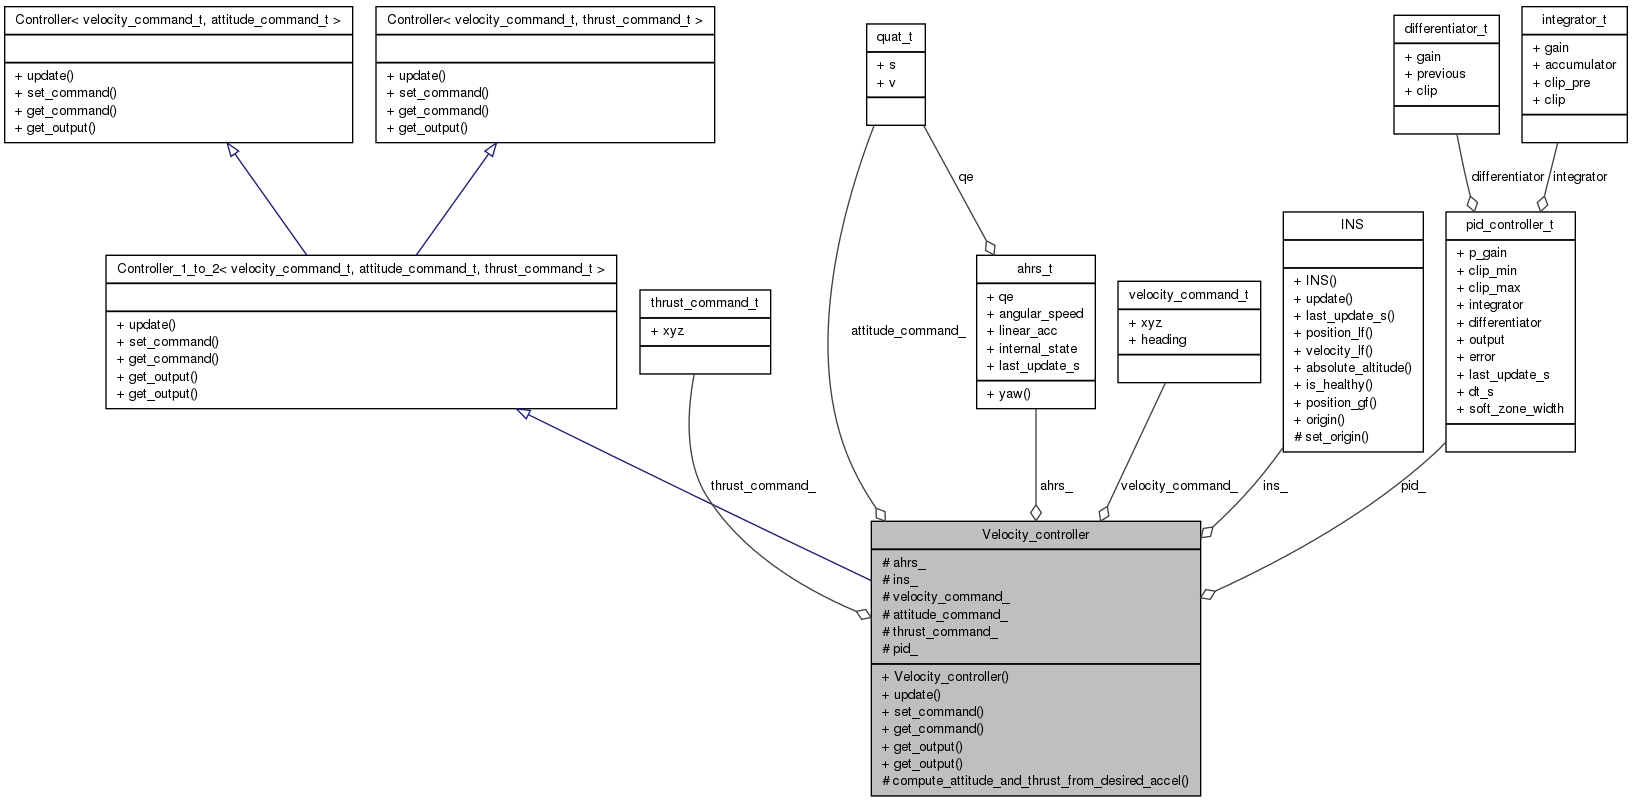 Controller< velocity_command_t, attitude_command_t >
+ update()
+ set_command()
+ get_command()
+ get_output()
Controller< velocity_command_t, thrust_command_t >
+ update()
+ set_command()
+ get_command()
+ get_output()
quat_t
+ s
+ v
differentiator_t
+ gain
+ previous
+ clip
integrator_t
+ gain
+ accumulator
+ clip_pre
+ clip
qe
differentiator
integrator
Controller_1_to_2< velocity_command_t, attitude_command_t, thrust_command_t >
+ update()
+ set_command()
+ get_command()
+ get_output()
+ get_output()
thrust_command_t
+ xyz
attitude_command_
ahrs_t
+ qe
+ angular_speed
+ linear_acc
+ internal_state
+ last_update_s
+ yaw()
velocity_command_t
+ xyz
+ heading
INS
+ INS()
+ update()
+ last_update_s()
+ position_lf()
+ velocity_lf()
+ absolute_altitude()
+ is_healthy()
+ position_gf()
+ origin()
# set_origin()
pid_controller_t
+ p_gain
+ clip_min
+ clip_max
+ integrator
+ differentiator
+ output
+ error
+ last_update_s
+ dt_s
+ soft_zone_width
thrust_command_
ahrs_
velocity_command_
ins_
pid_
Velocity_controller
# ahrs_
# ins_
# velocity_command_
# attitude_command_
# thrust_command_
# pid_
+ Velocity_controller()
+ update()
+ set_command()
+ get_command()
+ get_output()
+ get_output()
# compute_attitude_and_thrust_from_desired_accel()